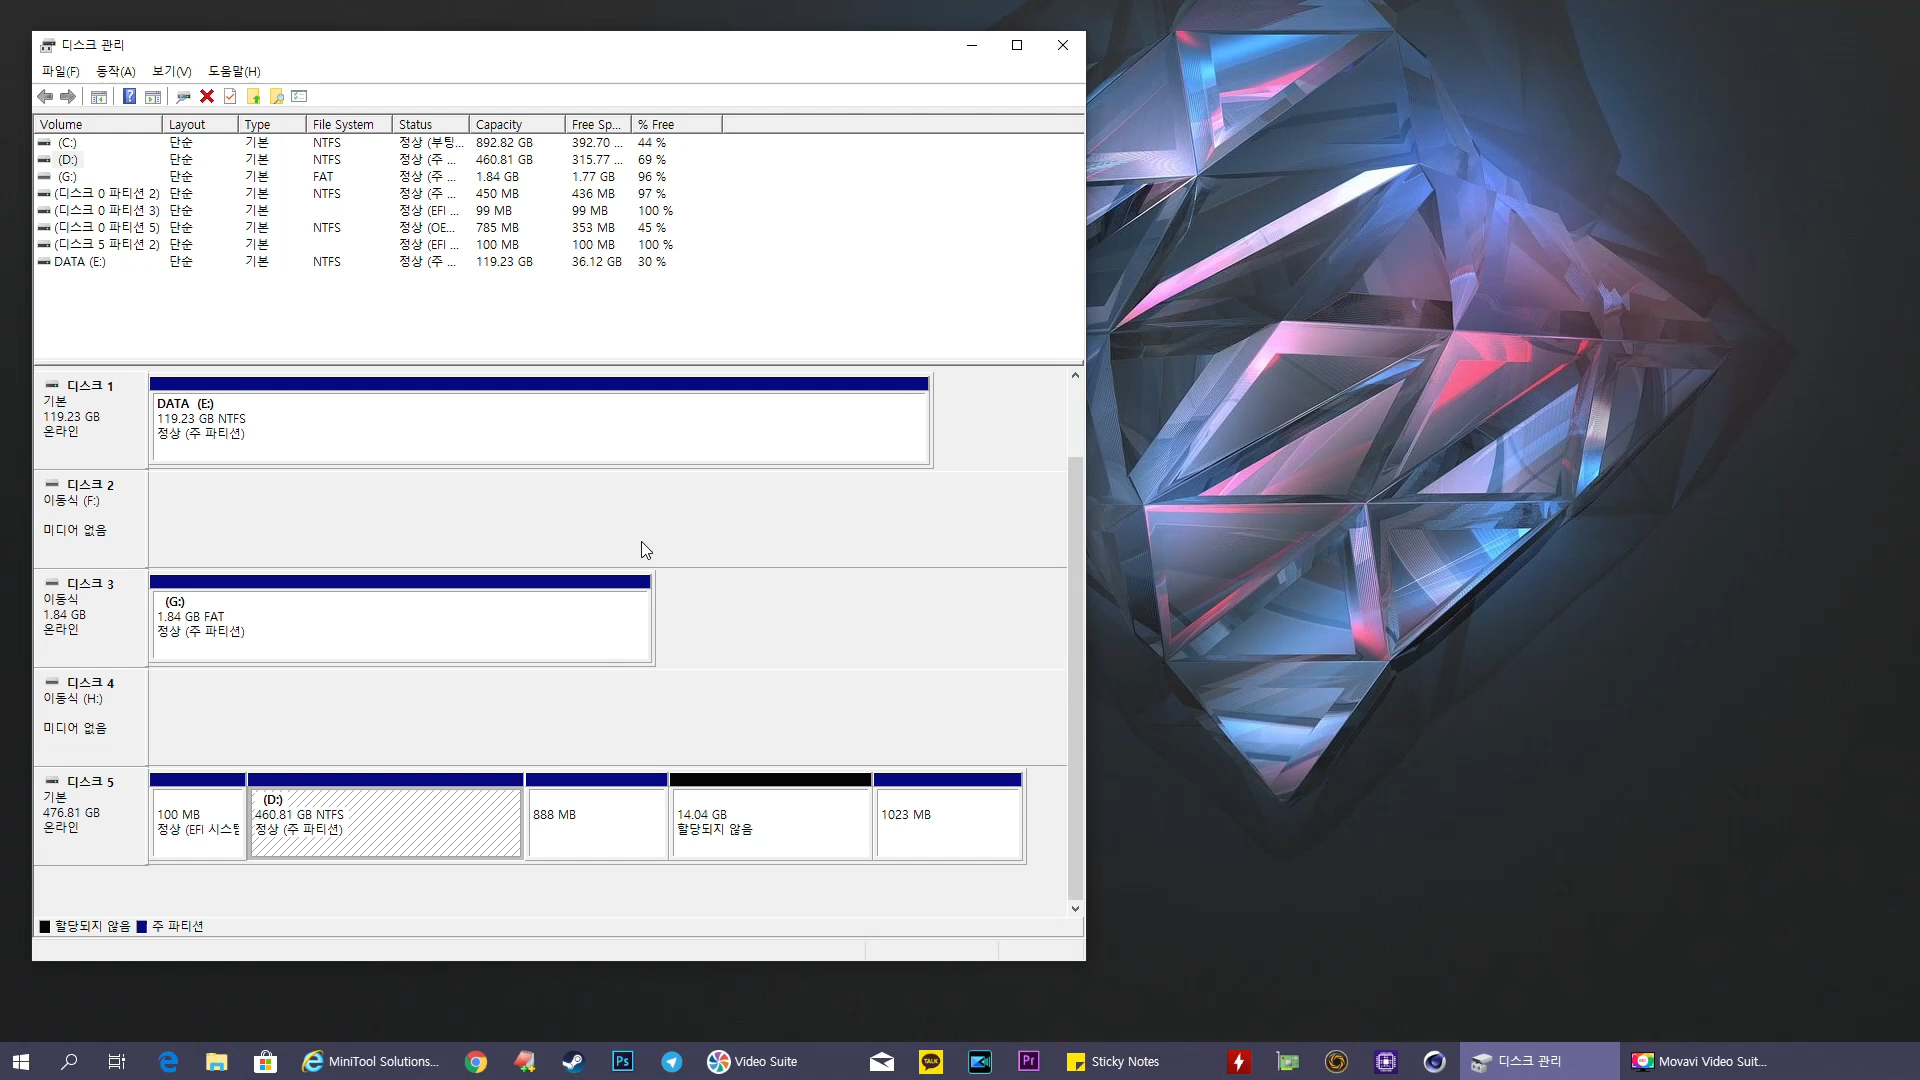 디스크 관리
파일(F) 동작(A) 보기(V) 도움말(H)
Volume Layout Type File System Status Capacity Free Sp... % Free
(C:) 단순 기본 NTFS 정상 (부팅... 892.82 GB 392.70 ... 44 %
(D:) 단순 기본 NTFS 정상 (주 ... 460.81 GB 315.77 ... 69 %
(G:) 단순 기본 FAT 정상 (주 ... 1.84 GB 1.77 GB 96 %
(디스크 0 파티션 2) 단순 기본 NTFS 정상 (주 ... 450 MB 436 MB 97 %
(디스크 0 파티션 3) 단순 기본 정상 (EFI ... 99 MB 99 MB 100 %
(디스크 0 파티션 5) 단순 기본 NTFS 정상 (OE... 785 MB 353 MB 45 %
(디스크 5 파티션 2) 단순 기본 정상 (EFI ... 100 MB 100 MB 100 %
DATA (E:) 단순 기본 NTFS 정상 (주 ... 119.23 GB 36.12 GB 30 %
디스크 1
기본
119.23 GB
온라인
DATA (E:)
119.23 GB NTFS
정상 (주 파티션)
디스크 2
이동식 (F:)
미디어 없음
디스크 3
이동식
1.84 GB
온라인
(G:)
1.84 GB FAT
정상 (주 파티션)
디스크 4
이동식 (H:)
미디어 없음
디스크 5
기본
476.81 GB
온라인
100 MB
정상 (EFI 시스템
(D:)
460.81 GB NTFS
정상 (주 파티션)
888 MB
14.04 GB
할당되지 않음
1023 MB
할당되지 않음 주 파티션
MiniTool Solutions... Ps Video Suite TALK Pr Sticky Notes 디스크 관리 Movavi Video Suit...